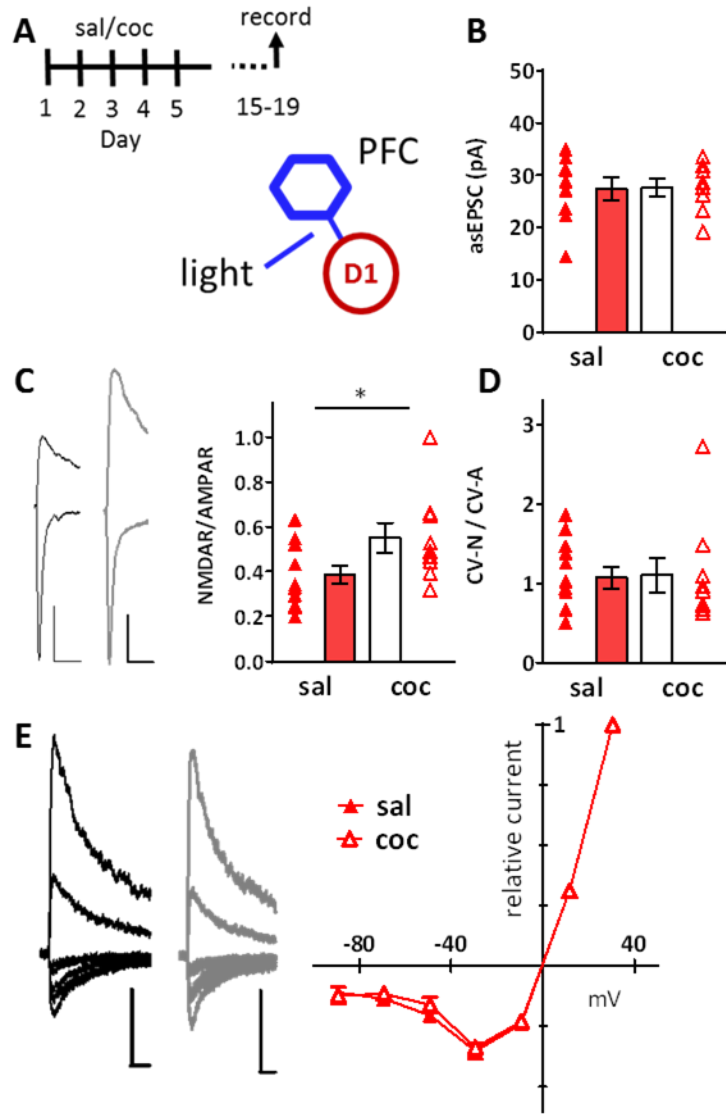 A
sal/coc
record
1 2 3 4 5 15-19
Day
PFC
light
D1
B
asEPSC (pA)
50
40
30
20
10
0
sal coc
C
*
NMDAR/AMPAR
1.0
0.8
0.6
0.4
0.2
0.0
sal coc
D
CV-N / CV-A
3
2
1
0
sal coc
E
sal
coc
relative current
1
-80 -40 40
mV